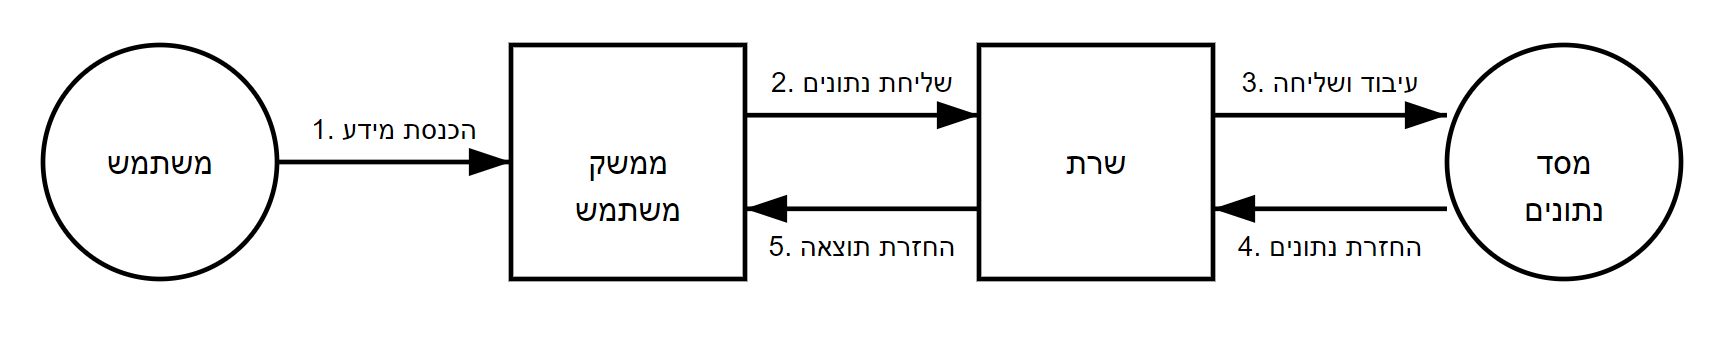 משתמש
1. הכנסת מידע
ממשק
משתמש
2. שליחת נתונים
שרת
3. עיבוד ושליחה
מסד
נתונים
4. החזרת נתונים
5. החזרת תוצאה